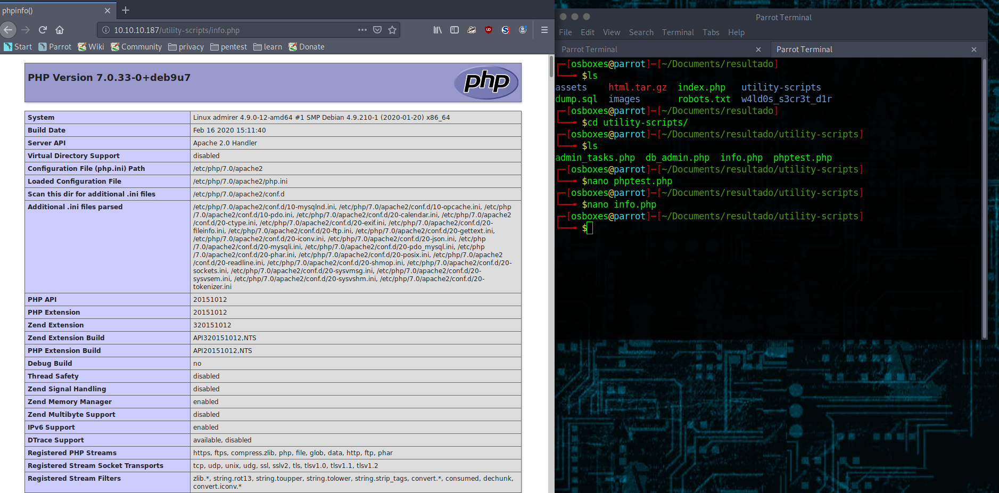 phpinfo()
10.10.10.187/utility-scripts/info.php
Start Parrot Wiki Community privacy pentest learn Donate
PHP Version 7.0.33-0+deb9u7
php
System Linux admirer 4.9.0-12-amd64 #1 SMP Debian 4.9.210-1 (2020-01-20) x86_64
Build Date Feb 16 2020 15:11:40
Server API Apache 2.0 Handler
Virtual Directory Support disabled
Configuration File (php.ini) Path /etc/php/7.0/apache2
Loaded Configuration File /etc/php/7.0/apache2/php.ini
Scan this dir for additional .ini files /etc/php/7.0/apache2/conf.d
Additional .ini files parsed /etc/php/7.0/apache2/conf.d/10-mysqlnd.ini, /etc/php/7.0/apache2/conf.d/10-opcache.ini, /etc/php
/7.0/apache2/conf.d/10-pdo.ini, /etc/php/7.0/apache2/conf.d/20-calendar.ini, /etc/php/7.0/apache2
/conf.d/20-ctype.ini, /etc/php/7.0/apache2/conf.d/20-exif.ini, /etc/php/7.0/apache2/conf.d/20-
fileinfo.ini, /etc/php/7.0/apache2/conf.d/20-ftp.ini, /etc/php/7.0/apache2/conf.d/20-gettext.ini,
/etc/php/7.0/apache2/conf.d/20-iconv.ini, /etc/php/7.0/apache2/conf.d/20-json.ini, /etc/php
/7.0/apache2/conf.d/20-mysqli.ini, /etc/php/7.0/apache2/conf.d/20-pdo_mysql.ini, /etc/php
/7.0/apache2/conf.d/20-phar.ini, /etc/php/7.0/apache2/conf.d/20-posix.ini, /etc/php/7.0/apache2
/conf.d/20-readline.ini, /etc/php/7.0/apache2/conf.d/20-shmop.ini, /etc/php/7.0/apache2/conf.d/20-
sockets.ini, /etc/php/7.0/apache2/conf.d/20-sysvmsg.ini, /etc/php/7.0/apache2/conf.d/20-
sysvsem.ini, /etc/php/7.0/apache2/conf.d/20-sysvshm.ini, /etc/php/7.0/apache2/conf.d/20-
tokenizer.ini
PHP API 20151012
PHP Extension 20151012
Zend Extension 320151012
Zend Extension Build API320151012,NTS
PHP Extension Build API20151012,NTS
Debug Build no
Thread Safety disabled
Zend Signal Handling disabled
Zend Memory Manager enabled
Zend Multibyte Support disabled
IPv6 Support enabled
DTrace Support available, disabled
Registered PHP Streams https, ftps, compress.zlib, php, file, glob, data, http, ftp, phar
Registered Stream Socket Transports tcp, udp, unix, udg, ssl, sslv2, tls, tlsv1.0, tlsv1.1, tlsv1.2
Registered Stream Filters zlib.*, string.rot13, string.toupper, string.tolower, string.strip_tags, convert.*, consumed, dechunk,
convert.iconv.*
Parrot Terminal
File Edit View Search Terminal Tabs Help
Parrot Terminal Parrot Terminal
[osboxes@parrot]─[~/Documents/resultado]
$ls
assets html.tar.gz index.php utility-scripts
dump.sql images robots.txt w4ld0s_s3cr3t_d1r
[osboxes@parrot]─[~/Documents/resultado]
$cd utility-scripts/
[osboxes@parrot]─[~/Documents/resultado/utility-scripts]
$ls
admin_tasks.php db_admin.php info.php phptest.php
[osboxes@parrot]─[~/Documents/resultado/utility-scripts]
$nano phptest.php
[osboxes@parrot]─[~/Documents/resultado/utility-scripts]
$nano info.php
[osboxes@parrot]─[~/Documents/resultado/utility-scripts]
$